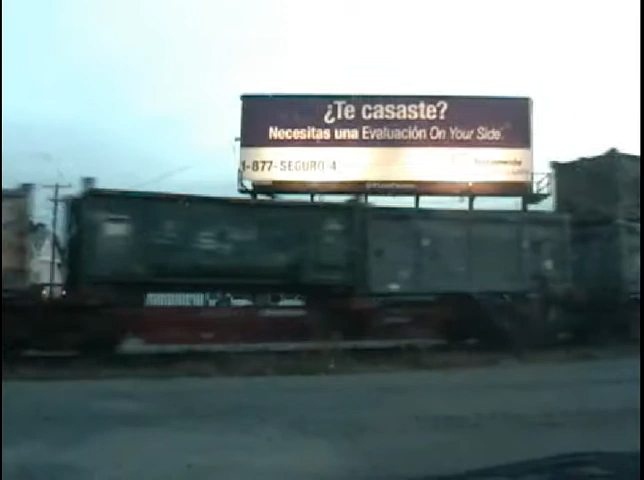 ¿Te casaste?
Necesitas una Evaluación On Your Side.
1-877-SEGURO-4